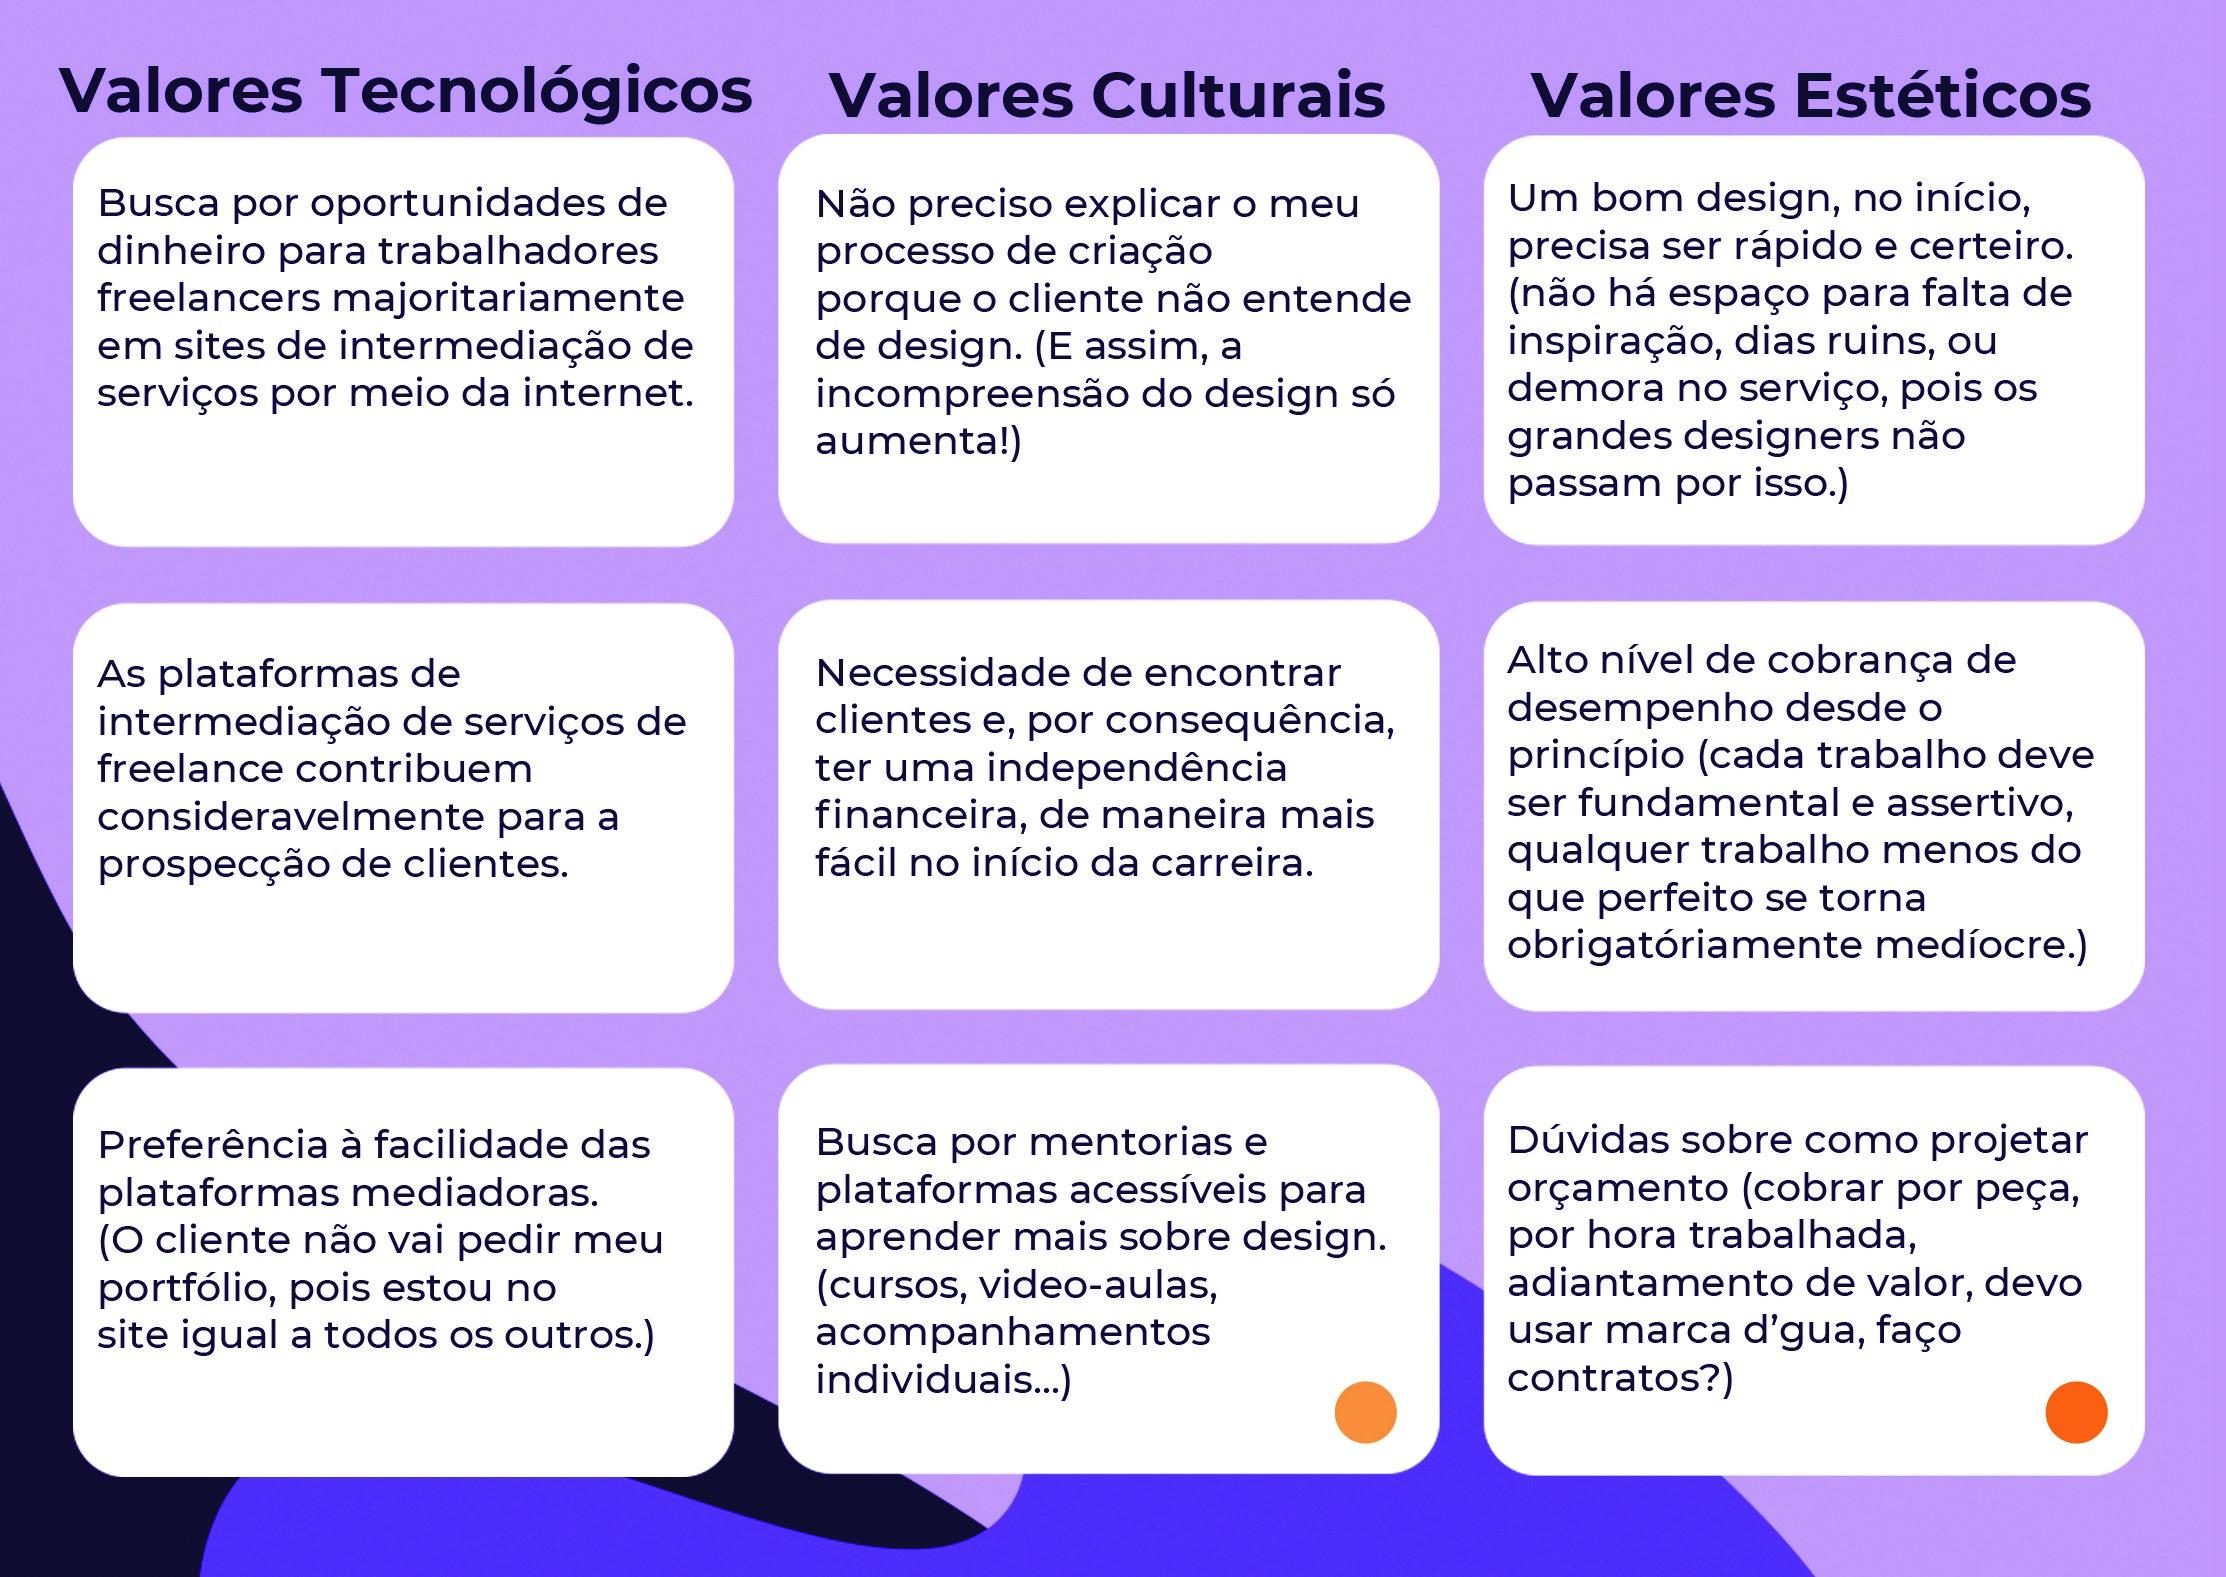 Valores Tecnológicos
Busca por oportunidades de
dinheiro para trabalhadores
freelancers majoritariamente
em sites de intermediação de
serviços por meio da internet.
As plataformas de
intermediação de serviços de
freelance contribuem
consideravelmente para a
prospecção de clientes.
Preferência à facilidade das
plataformas mediadoras.
(O cliente não vai pedir meu
portfólio, pois estou no
site igual a todos os outros.)
Valores Culturais
Não preciso explicar o meu
processo de criação
porque o cliente não entende
de design. (E assim, a
incompreensão do design só
aumenta!)
Necessidade de encontrar
clientes e, por consequência,
ter uma independência
financeira, de maneira mais
fácil no início da carreira.
Busca por mentorias e
plataformas acessíveis para
aprender mais sobre design.
(cursos, video-aulas,
acompanhamentos
individuais...)
Valores Estéticos
Um bom design, no início,
precisa ser rápido e certeiro.
(não há espaço para falta de
inspiração, dias ruins, ou
demora no serviço, pois os
grandes designers não
passam por isso.)
Alto nível de cobrança de
desempenho desde o
princípio (cada trabalho deve
ser fundamental e assertivo,
qualquer trabalho menos do
que perfeito se torna
obrigatóriamente medíocre.)
Dúvidas sobre como projetar
orçamento (cobrar por peça,
por hora trabalhada,
adiantamento de valor, devo
usar marca d’gua, faço
contratos?)